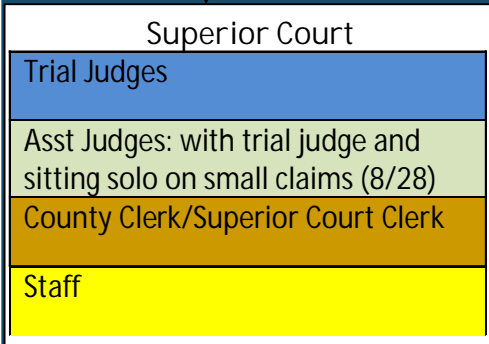 Superior Court
Trial Judges
Asst Judges: with trial judge and
sitting solo on small claims (8/28)
County Clerk/Superior Court Clerk
Staff